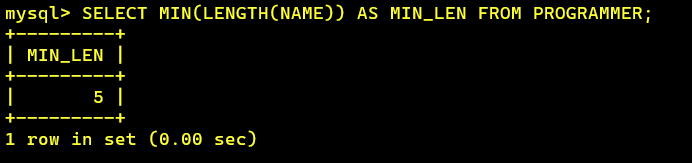 mysql> SELECT MIN(LENGTH(NAME)) AS MIN_LEN FROM PROGRAMMER;
+---------+
| MIN_LEN |
+---------+
|       5 |
+---------+
1 row in set (0.00 sec)